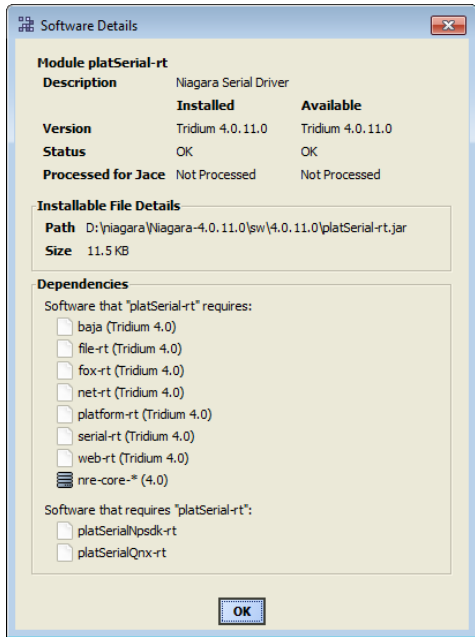 Software Details
Module platSerial-rt
Description Niagara Serial Driver
Installed Available
Version Tridium 4.0.11.0 Tridium 4.0.11.0
Status OK OK
Processed for Jace Not Processed Not Processed
Installable File Details
Path D:\niagara\Niagara-4.0.11.0\sw\4.0.11.0\platSerial-rt.jar
Size 11.5 KB
Dependencies
Software that "platSerial-rt" requires:
baja (Tridium 4.0)
file-rt (Tridium 4.0)
fox-rt (Tridium 4.0)
net-rt (Tridium 4.0)
platform-rt (Tridium 4.0)
serial-rt (Tridium 4.0)
web-rt (Tridium 4.0)
nre-core-* (4.0)
Software that requires "platSerial-rt":
platSerialNpsdk-rt
platSerialQnx-rt
OK